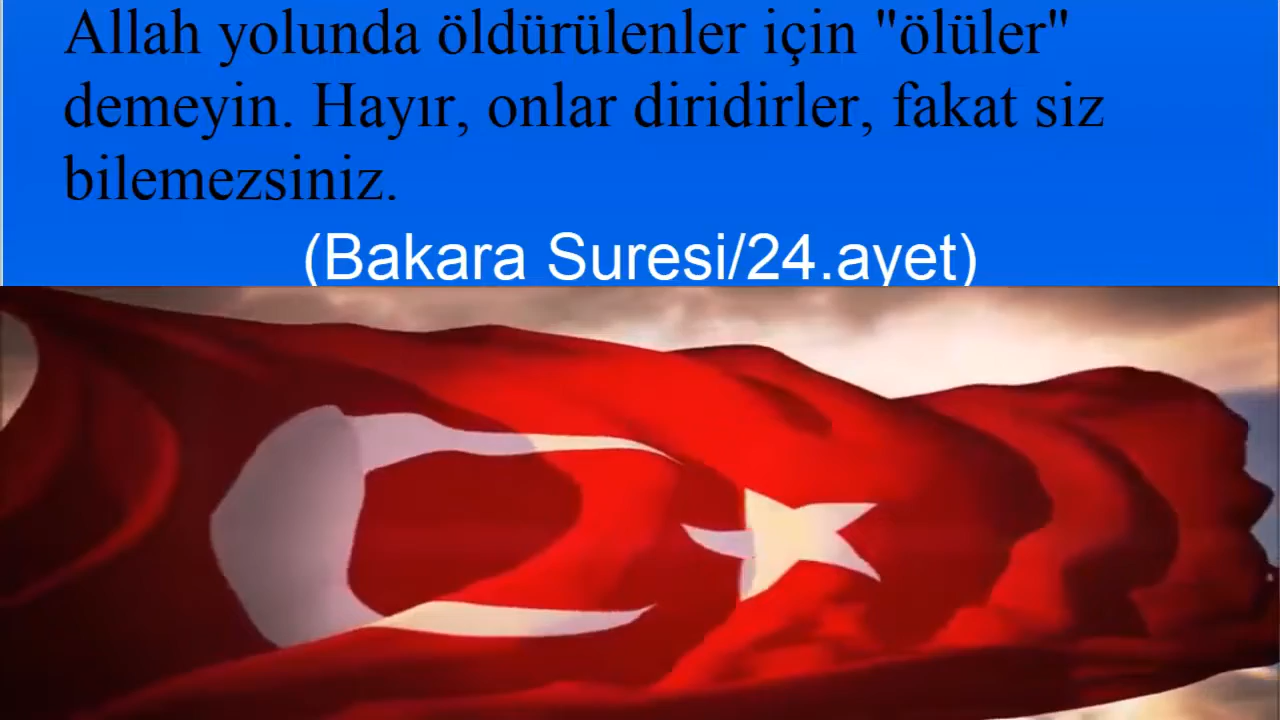 Allah yolunda öldürülenler için "ölüler"
demeyin. Hayır, onlar diridirler, fakat siz
bilemezsiniz.
(Bakara Suresi/24.ayet)